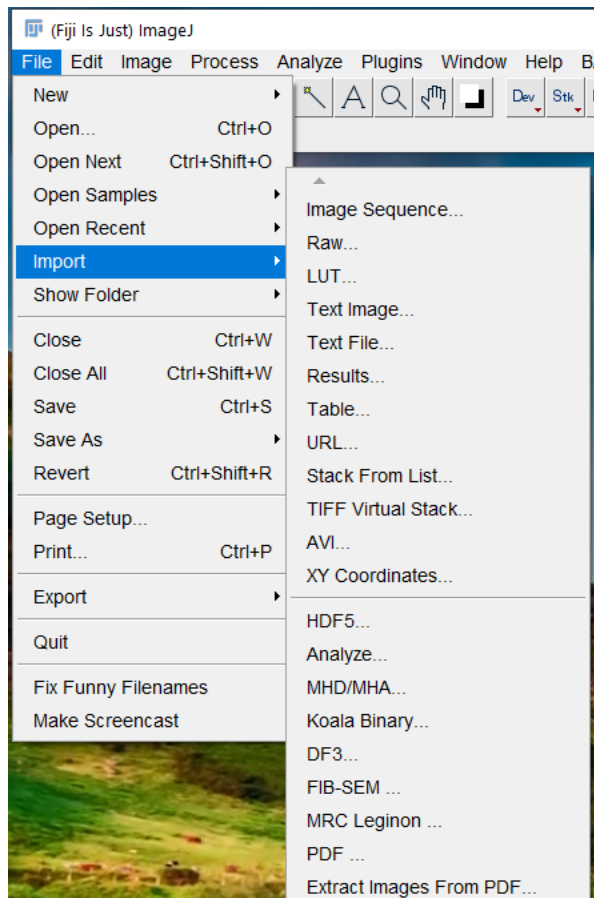 (Fiji Is Just) ImageJ
File Edit Image Process Analyze Plugins Window Help
Dev Stk
New
Open... Ctrl+O
Open Next Ctrl+Shift+O
Open Samples
Open Recent
Import
Show Folder
Close Ctrl+W
Close All Ctrl+Shift+W
Save Ctrl+S
Save As
Revert Ctrl+Shift+R
Page Setup...
Print... Ctrl+P
Export
Quit
Fix Funny Filenames
Make Screencast
Image Sequence...
Raw...
LUT...
Text Image...
Text File...
Results...
Table...
URL...
Stack From List...
TIFF Virtual Stack...
AVI...
XY Coordinates...
HDF5...
Analyze...
MHD/MHA...
Koala Binary...
DF3...
FIB-SEM ...
MRC Leginon ...
PDF ...
Extract Images From PDF...